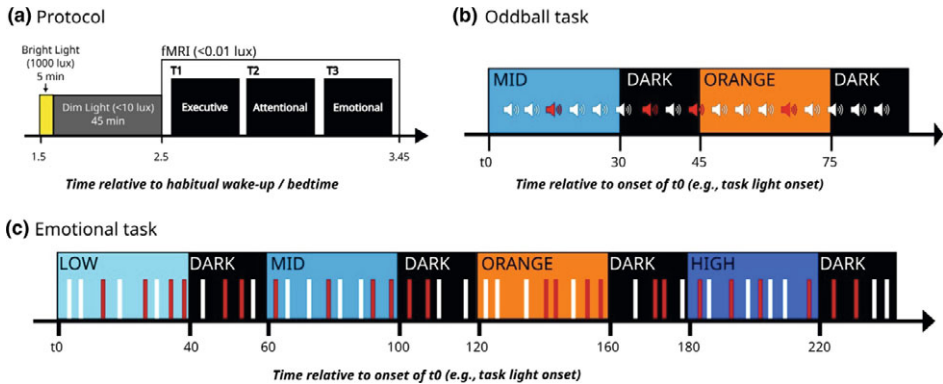 (a) Protocol
Bright Light
(1000 lux)
5 min
fMRI (<0.01 lux)
T1
T2
T3
Dim Light (<10 lux)
45 min
Executive
Attentional
Emotional
1.5
2.5
3.45
Time relative to habitual wake-up / bedtime
(b) Oddball task
MID
DARK
ORANGE
DARK
t0
30
45
75
Time relative to onset of t0 (e.g., task light onset)
(c) Emotional task
LOW
DARK
MID
DARK
ORANGE
DARK
HIGH
DARK
t0
40
60
100
120
160
180
220
Time relative to onset of t0 (e.g., task light onset)